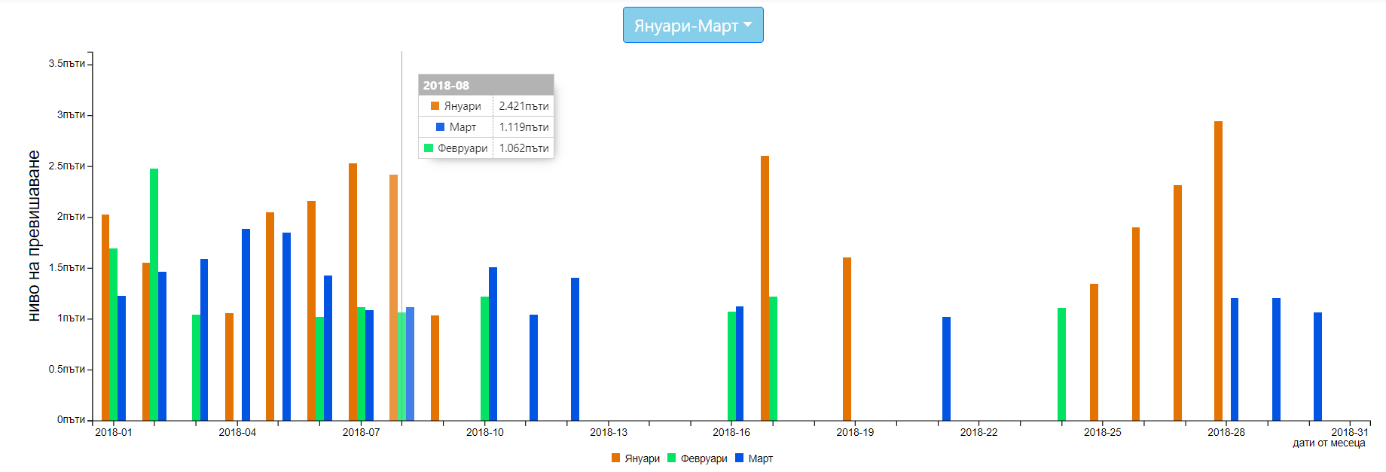 Януари-Март
3.5пъти
3пъти
2.5пъти
2пъти
1.5пъти
1пъти
0.5пъти
0пъти
ниво на превишаване
2018-08
Януари 2.421пъти
Март 1.119пъти
Февруари 1.062пъти
2018-01 2018-04 2018-07 2018-10 2018-13 2018-16 2018-19 2018-22 2018-25 2018-28 2018-31
дати от месеца
Януари Февруари Март